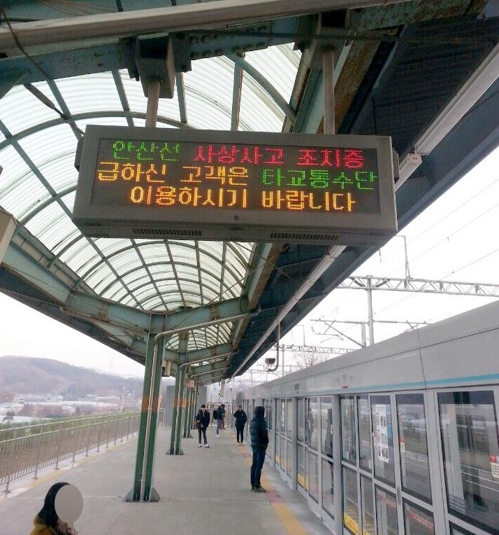 안산선 사상사고 조치중
급하신 고객은 타교통수단
이용하시기 바랍니다